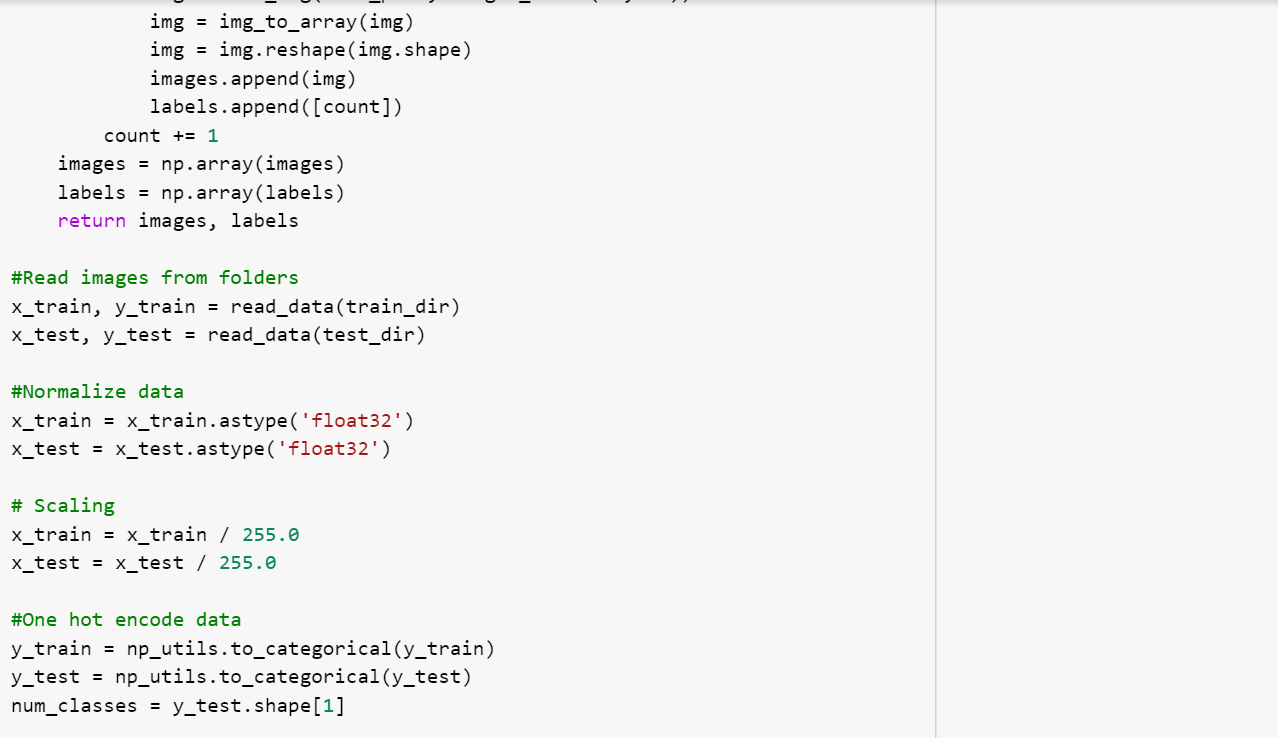 img = img_to_array(img)
            img = img.reshape(img.shape)
            images.append(img)
            labels.append([count])
        count += 1
    images = np.array(images)
    labels = np.array(labels)
    return images, labels

#Read images from folders
x_train, y_train = read_data(train_dir)
x_test, y_test = read_data(test_dir)

#Normalize data
x_train = x_train.astype('float32')
x_test = x_test.astype('float32')

# Scaling
x_train = x_train / 255.0
x_test = x_test / 255.0

#One hot encode data
y_train = np_utils.to_categorical(y_train)
y_test = np_utils.to_categorical(y_test)
num_classes = y_test.shape[1]